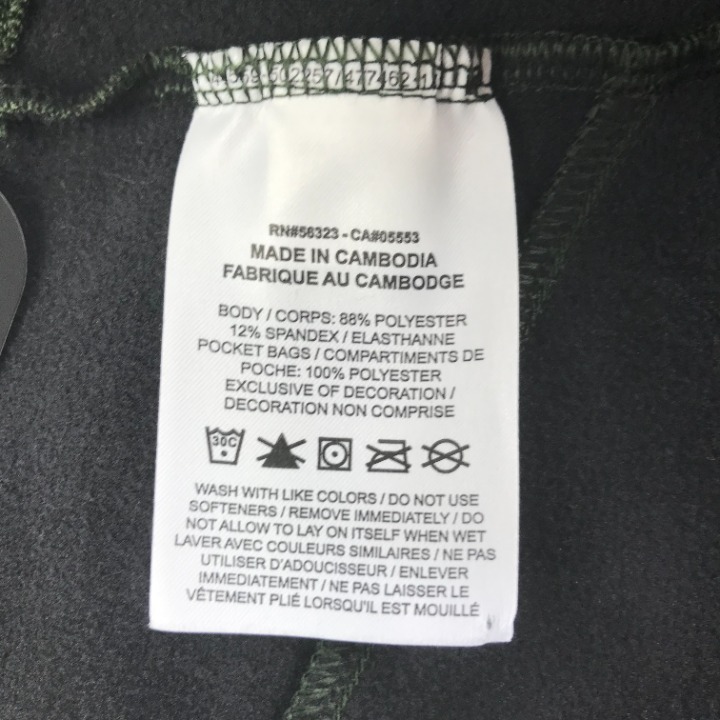 RN#56323 - CA#05553
MADE IN CAMBODIA
FABRIQUE AU CAMBODGE
BODY / CORPS: 88% POLYESTER
12% SPANDEX / ELASTHANNE
POCKET BAGS / COMPARTIMENTS DE
POCHE: 100% POLYESTER
EXCLUSIVE OF DECORATION /
DECORATION NON COMPRISE
30C
WASH WITH LIKE COLORS / DO NOT USE
SOFTENERS / REMOVE IMMEDIATELY / DO
NOT ALLOW TO LAY ON ITSELF WHEN WET
LAVER AVEC COULEURS SIMILAIRES / NE PAS
UTILISER D'ADOUCISSEUR / ENLEVER
IMMEDIATEMENT / NE PAS LAISSER LE
VÊTEMENT PLIÉ LORSQU'IL EST MOUILLÉ